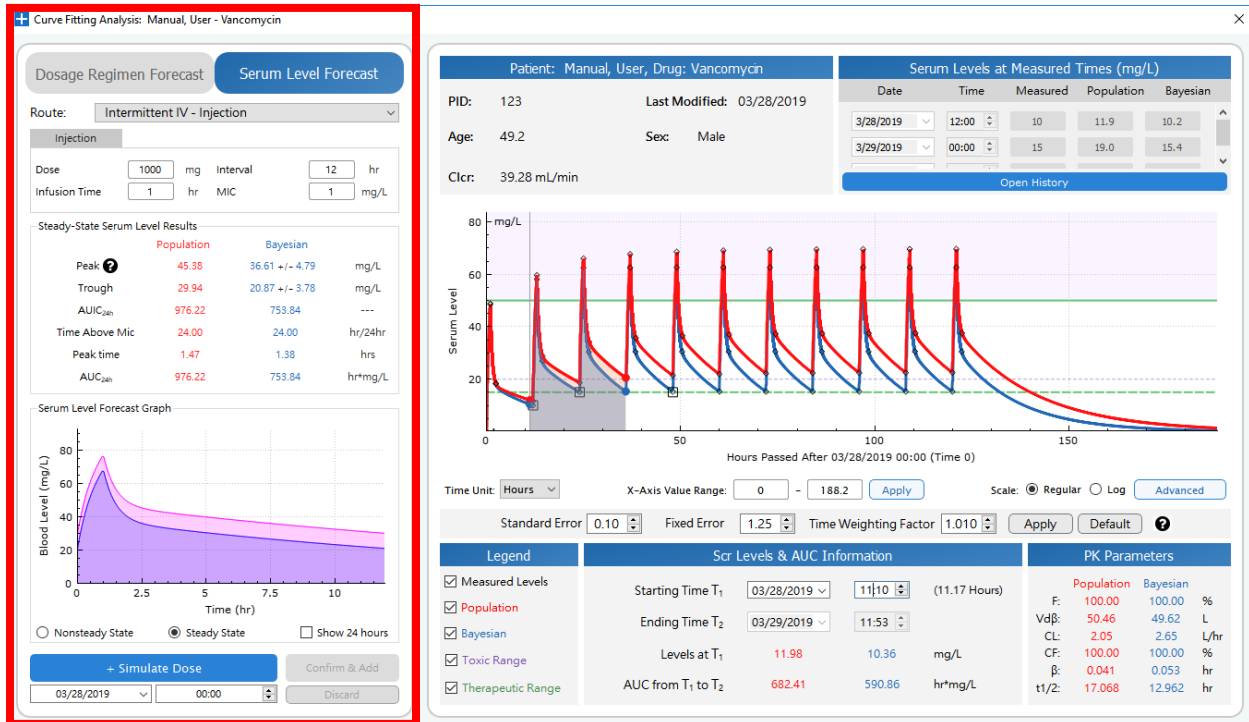 Curve Fitting Analysis: Manual, User - Vancomycin
Dosage Regimen Forecast Serum Level Forecast
Route: Intermittent IV - Injection
Injection
Dose 1000 mg Interval 12 hr
Infusion Time 1 hr MIC 1 mg/L
Steady-State Serum Level Results
Population Bayesian
Peak ? 45.38 36.61 +/- 4.79 mg/L
Trough 29.94 20.87 +/- 3.78 mg/L
AUIC24h 976.22 753.84 ---
Time Above Mic 24.00 24.00 hr/24hr
Peak time 1.47 1.38 hrs
AUC24h 976.22 753.84 hr*mg/L
Serum Level Forecast Graph
Blood Level (mg/L)
80
60
40
20
0
0 2.5 5 7.5 10
Time (hr)
Nonsteady State Steady State Show 24 hours
+ Simulate Dose Confirm & Add
03/28/2019 00:00 Discard
Patient: Manual, User, Drug: Vancomycin
PID: 123 Last Modified: 03/28/2019
Age: 49.2 Sex: Male
Clcr: 39.28 mL/min
Serum Levels at Measured Times (mg/L)
Date Time Measured Population Bayesian
3/28/2019 12:00 10 11.9 10.2
3/29/2019 00:00 15 19.0 15.4
Open History
mg/L
Serum Level
80
60
40
20
0
0 50 100 150
Hours Passed After 03/28/2019 00:00 (Time 0)
Time Unit: Hours X-Axis Value Range: 0 - 188.2 Apply Scale: Regular Log Advanced
Standard Error 0.10 Fixed Error 1.25 Time Weighting Factor 1.010 Apply Default ?
Legend
Measured Levels
Population
Bayesian
Toxic Range
Therapeutic Range
Scr Levels & AUC Information
Starting Time T1 03/28/2019 11:10 (11.17 Hours)
Ending Time T2 03/29/2019 11:53
Levels at T1 11.98 10.36 mg/L
AUC from T1 to T2 682.41 590.86 hr*mg/L
PK Parameters
Population Bayesian
F: 100.00 100.00 %
Vdβ: 50.46 49.62 L
CL: 2.05 2.65 L/hr
CF: 100.00 100.00 %
β: 0.041 0.053 hr
t1/2: 17.068 12.962 hr